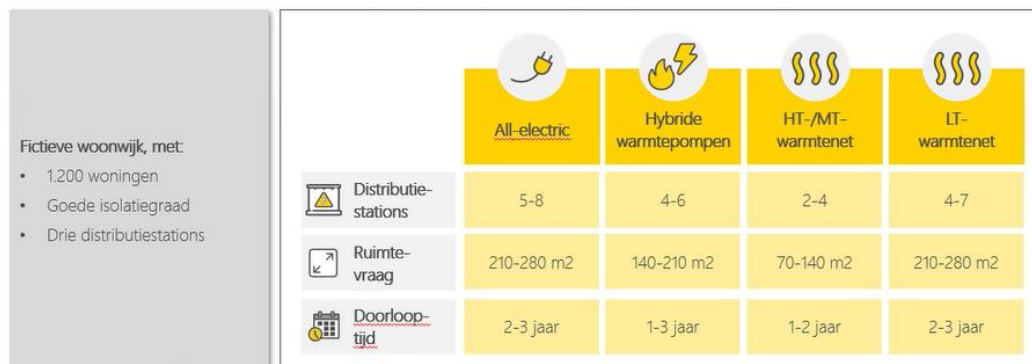 Fictieve woonwijk, met:
• 1.200 woningen
• Goede isolatiegraad
• Drie distributiestations
All-electric
Hybride
warmtepompen
HT-/MT-
warmtenet
LT-
warmtenet
Distributie-
stations
5-8
4-6
2-4
4-7
Ruimte-
vraag
210-280 m2
140-210 m2
70-140 m2
210-280 m2
Doorloop-
tijd
2-3 jaar
1-3 jaar
1-2 jaar
2-3 jaar